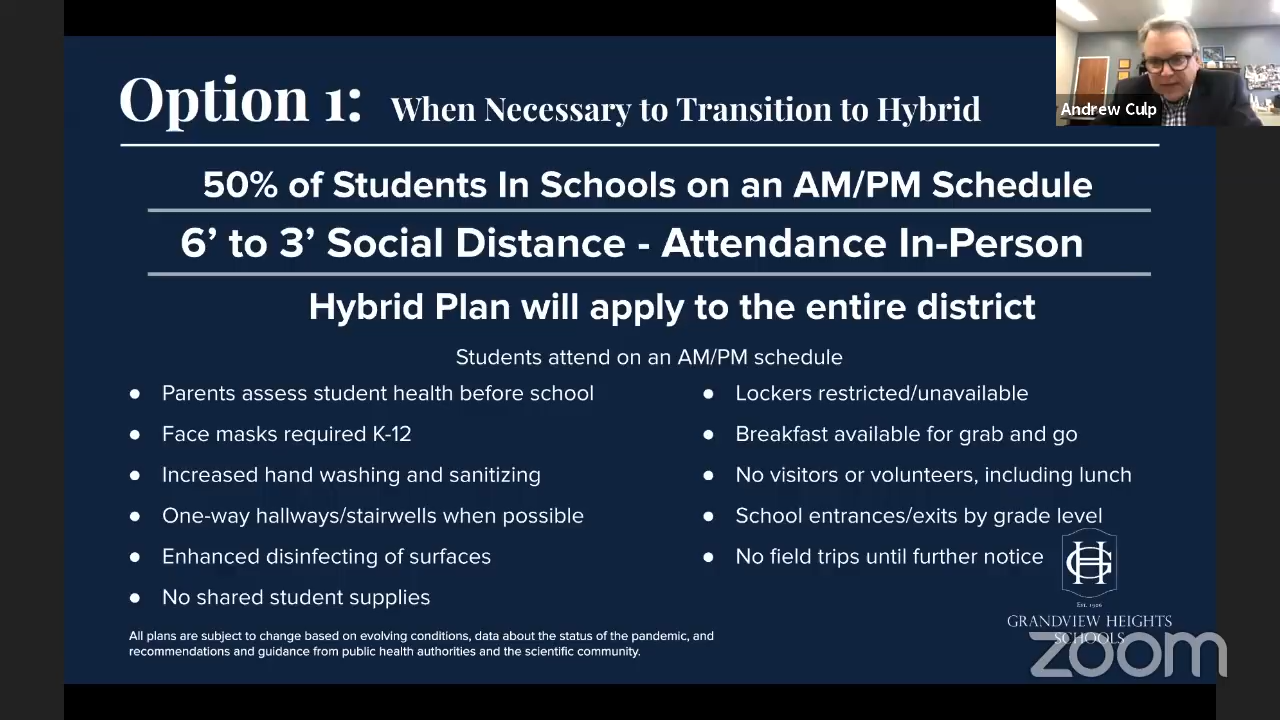 Option 1: When Necessary to Transition to Hybrid
Andrew Culp
50% of Students In Schools on an AM/PM Schedule
6’ to 3’ Social Distance - Attendance In-Person
Hybrid Plan will apply to the entire district
Students attend on an AM/PM schedule
● Parents assess student health before school
● Face masks required K-12
● Increased hand washing and sanitizing
● One-way hallways/stairwells when possible
● Enhanced disinfecting of surfaces
● No shared student supplies
● Lockers restricted/unavailable
● Breakfast available for grab and go
● No visitors or volunteers, including lunch
● School entrances/exits by grade level
● No field trips until further notice
All plans are subject to change based on evolving conditions, data about the status of the pandemic, and
recommendations and guidance from public health authorities and the scientific community.
GH
EST. 1906
GRANDVIEW HEIGHTS
SCHOOLS
zoom